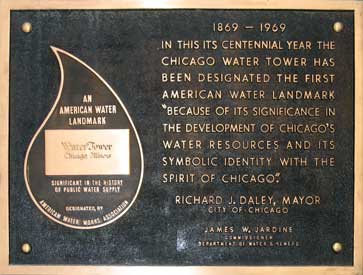 1869 – 1969
IN THIS ITS CENTENNIAL YEAR THE
CHICAGO WATER TOWER HAS
BEEN DESIGNATED THE FIRST
AMERICAN WATER LANDMARK
"BECAUSE OF ITS SIGNIFICANCE IN
THE DEVELOPMENT OF CHICAGO'S
WATER RESOURCES AND ITS
SYMBOLIC IDENTITY WITH THE
SPIRIT OF CHICAGO".
RICHARD J. DALEY, MAYOR
CITY OF CHICAGO
JAMES W. JARDINE
COMMISSIONER
DEPARTMENT OF WATER & SEWERS
AN
AMERICAN WATER
LANDMARK
Water Tower
Chicago, Illinois
SIGNIFICANT IN THE HISTORY
OF PUBLIC WATER SUPPLY
DESIGNATED, BY
AMERICAN WATER WORKS ASSOCIATION